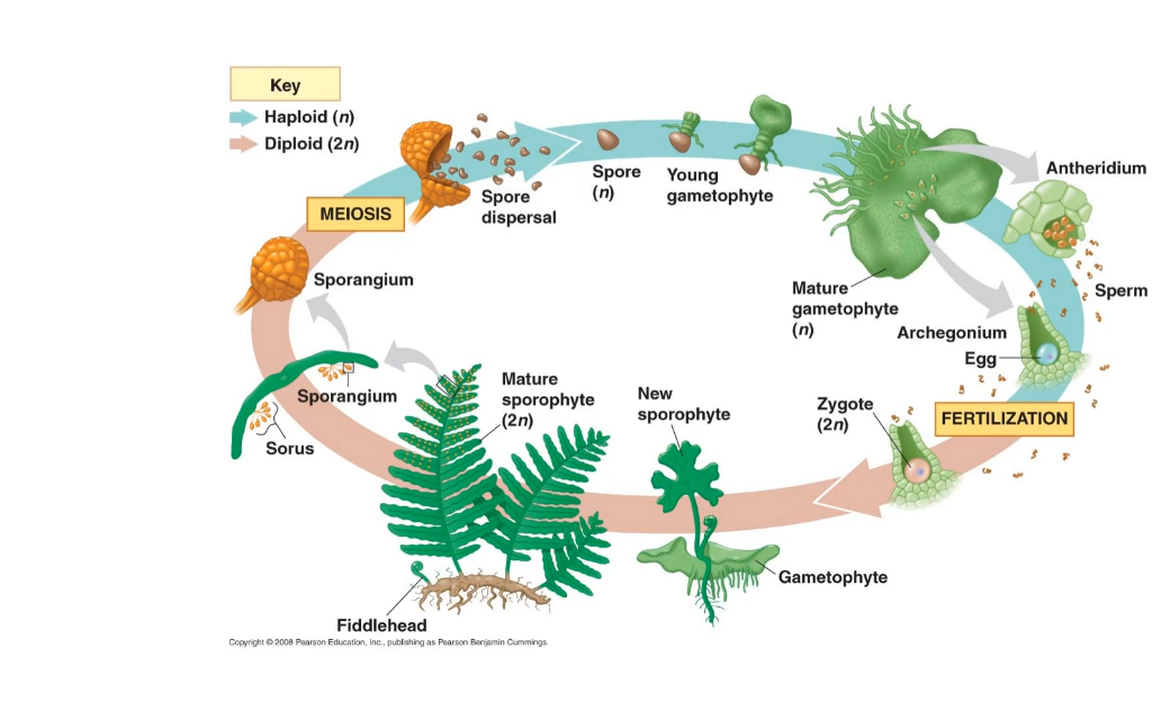 Key
Haploid (n)
Diploid (2n)
MEIOSIS
Spore
dispersal
Spore
(n)
Young
gametophyte
Antheridium
Sporangium
Mature
gametophyte
(n)
Sperm
Archegonium
Egg
Sporangium
Sorus
Mature
sporophyte
(2n)
New
sporophyte
Zygote
(2n)
FERTILIZATION
Gametophyte
Fiddlehead
Copyright © 2008 Pearson Education, Inc., publishing as Pearson Benjamin Cummings.